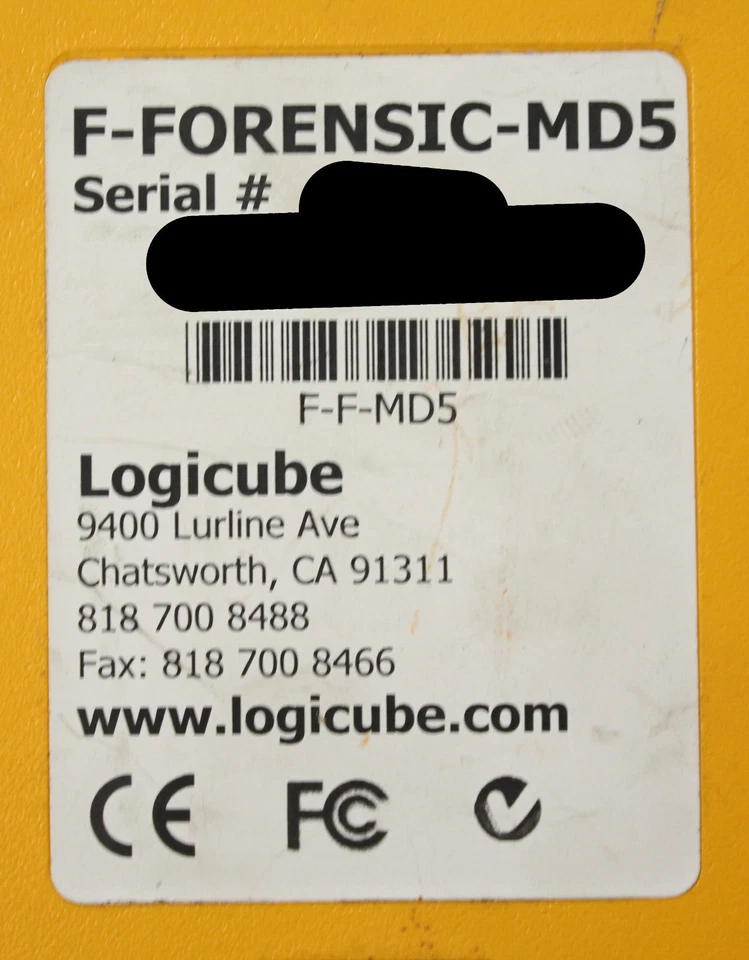 F-FORENSIC-MD5
Serial #
F-F-MD5
Logicube
9400 Lurline Ave
Chatsworth, CA 91311
818 700 8488
Fax: 818 700 8466
www.logicube.com
CE FC